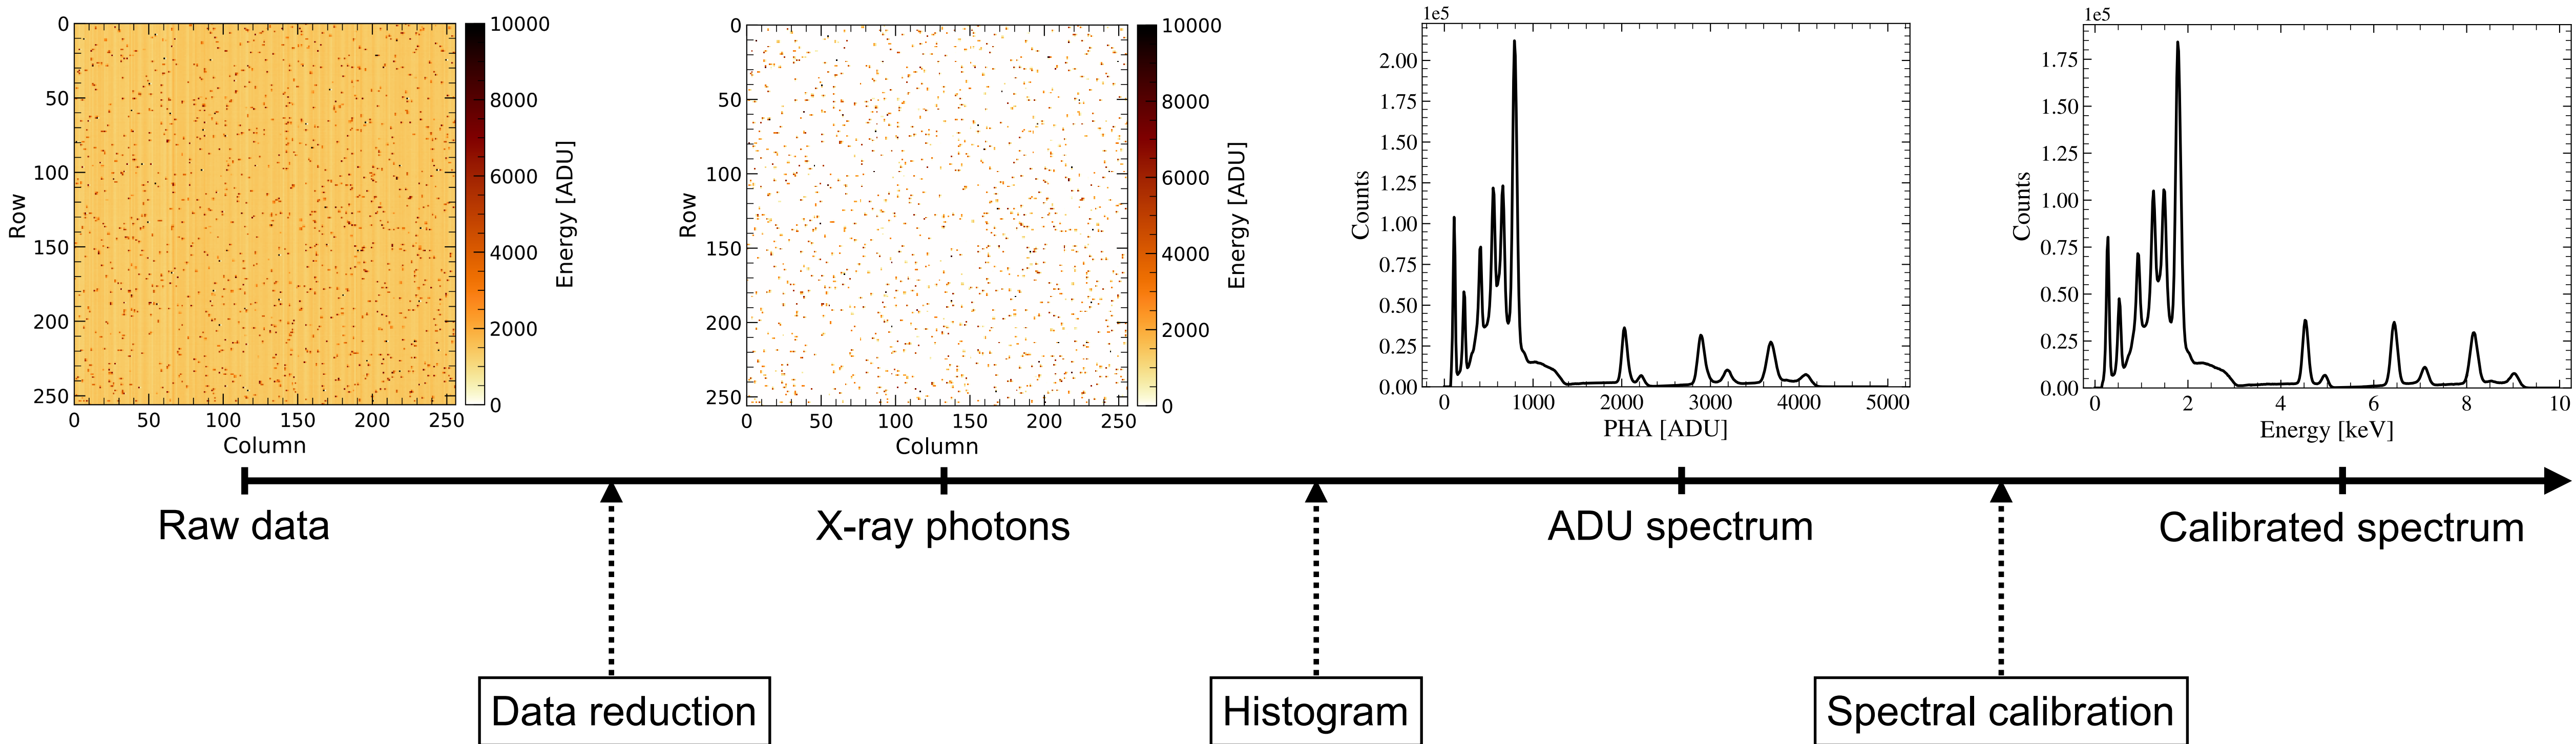 0
50
100
150
200
250
Row
0 50 100 150 200 250
Column
10000
8000
6000
4000
2000
0
Energy [ADU]
0
50
100
150
200
250
Row
0 50 100 150 200 250
Column
10000
8000
6000
4000
2000
0
Energy [ADU]
1e5
2.00
1.75
1.50
1.25
1.00
0.75
0.50
0.25
0.00
Counts
0 1000 2000 3000 4000 5000
PHA [ADU]
1e5
1.75
1.50
1.25
1.00
0.75
0.50
0.25
0.00
Counts
0 2 4 6 8 10
Energy [keV]
Raw data
X-ray photons
ADU spectrum
Calibrated spectrum
Data reduction
Histogram
Spectral calibration